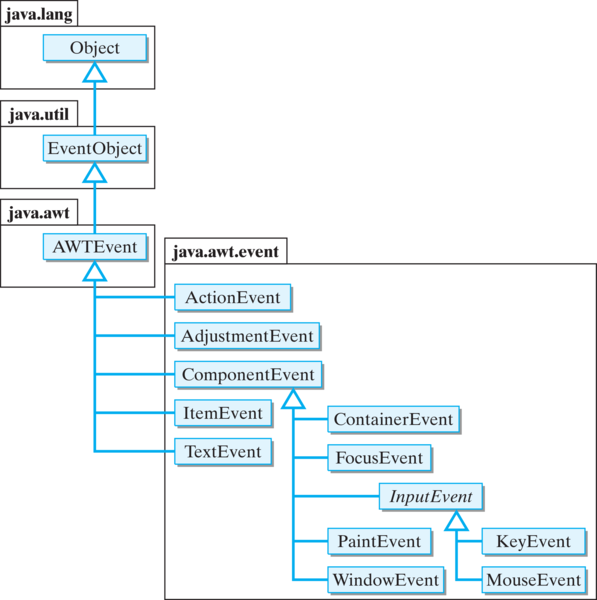 java.lang
Object
java.util
EventObject
java.awt
AWTEvent
java.awt.event
ActionEvent
AdjustmentEvent
ComponentEvent
ItemEvent
ContainerEvent
TextEvent
FocusEvent
InputEvent
PaintEvent
KeyEvent
WindowEvent
MouseEvent